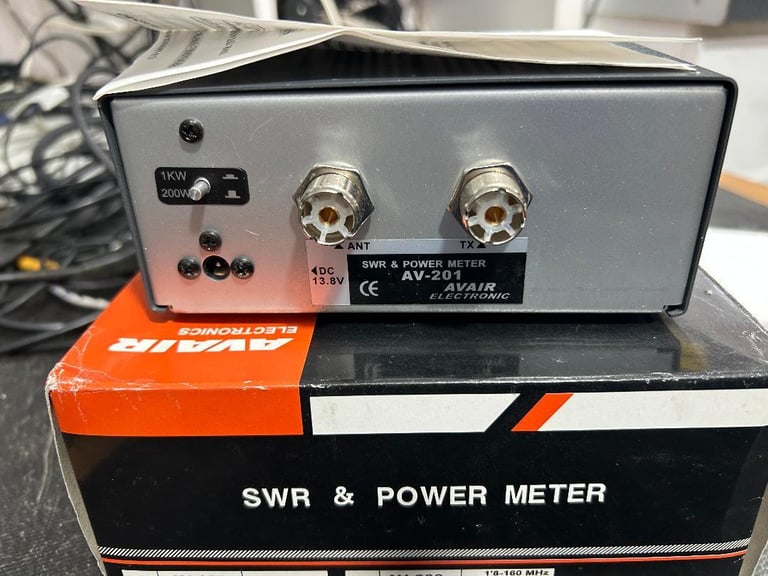 1KW
200W
ANT
TX
DC
13.8V
SWR & POWER METER
AV-201
CE
AVAIR
ELECTRONIC
AVAIR
ELECTRONICS
SWR & POWER METER
1'8-160 MHz